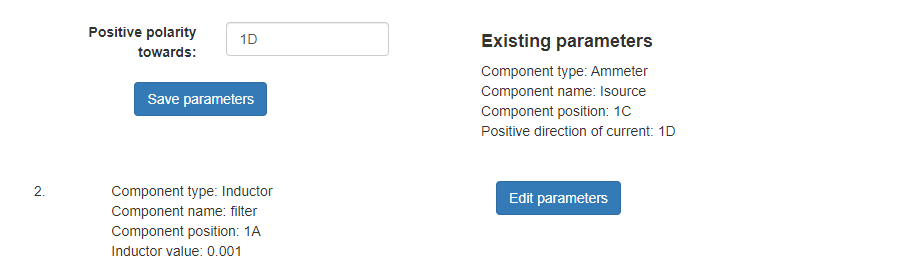 Positive polarity
towards:
1D
Save parameters
Existing parameters
Component type: Ammeter
Component name: Isource
Component position: 1C
Positive direction of current: 1D
2.
Component type: Inductor
Component name: filter
Component position: 1A
Inductor value: 0.001
Edit parameters